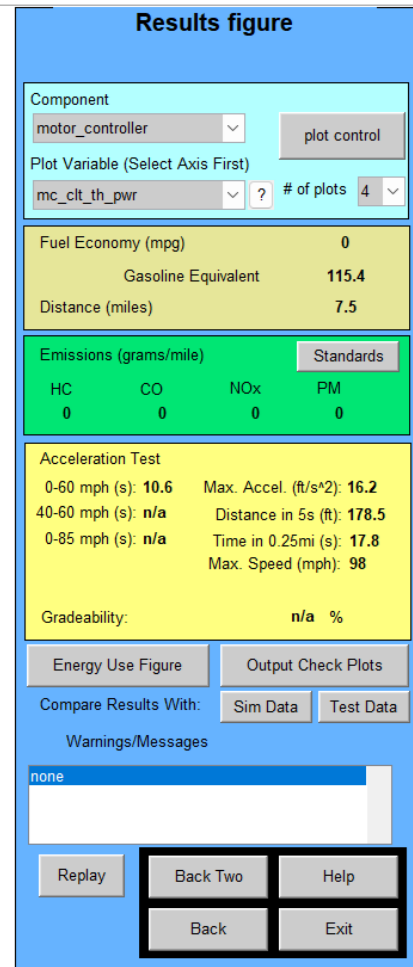 Results figure
Component
motor_controller
plot control
Plot Variable (Select Axis First)
mc_clt_th_pwr ? # of plots 4
Fuel Economy (mpg) 0
Gasoline Equivalent 115.4
Distance (miles) 7.5
Emissions (grams/mile) Standards
HC CO NOx PM
0 0 0 0
Acceleration Test
0-60 mph (s): 10.6 Max. Accel. (ft/s^2): 16.2
40-60 mph (s): n/a Distance in 5s (ft): 178.5
0-85 mph (s): n/a Time in 0.25mi (s): 17.8
Max. Speed (mph): 98
Gradeability: n/a %
Energy Use Figure Output Check Plots
Compare Results With: Sim Data Test Data
Warnings/Messages
none
Replay Back Two Help
Back Exit